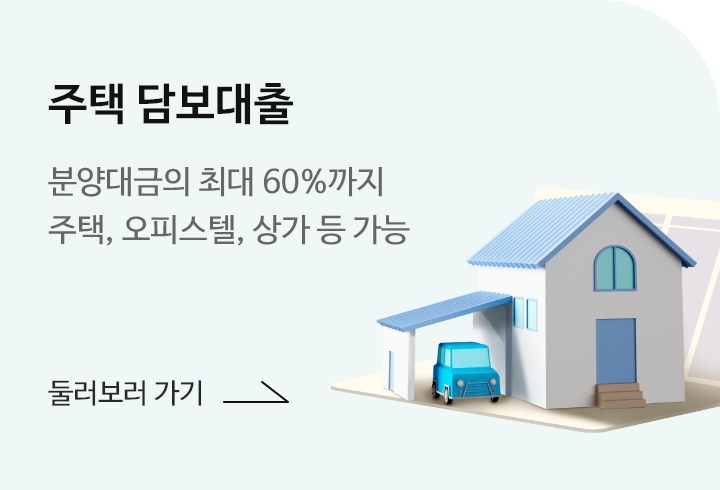 주택 담보대출
분양대금의 최대 60%까지
주택, 오피스텔, 상가 등 가능
둘러보러 가기